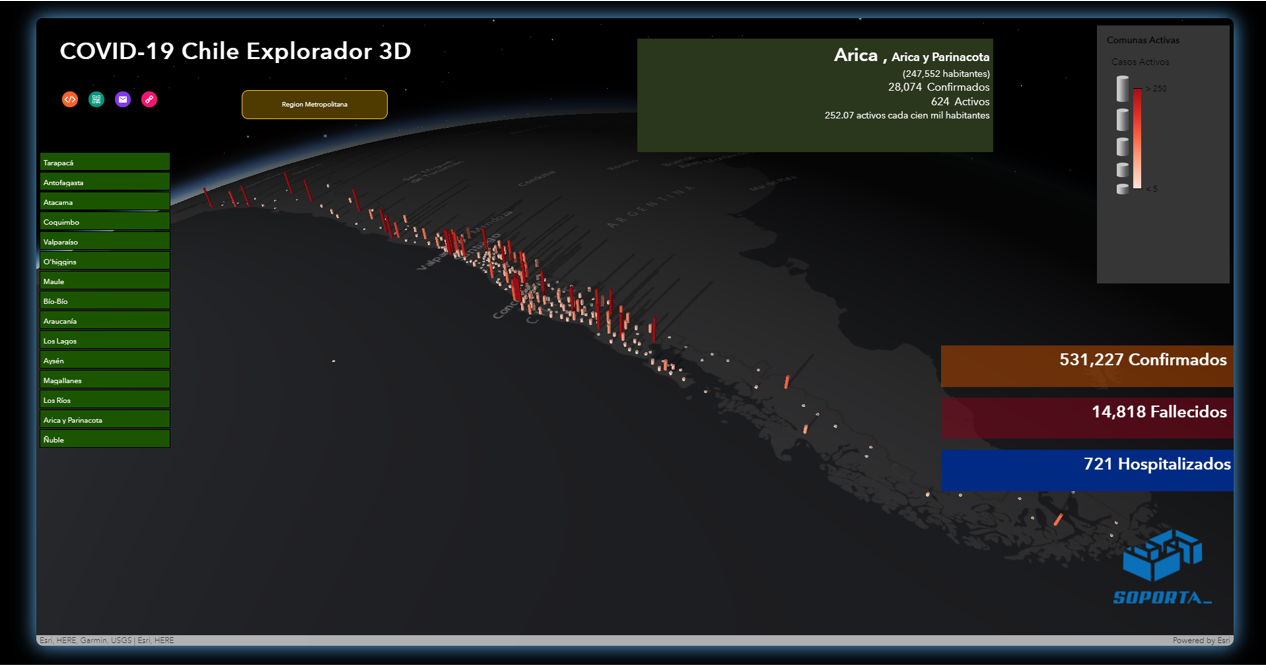 COVID-19 Chile Explorador 3D
Region Metropolitana
Arica , Arica y Parinacota
(247,552 habitantes)
28,074 Confirmados
624 Activos
252.07 activos cada cien mil habitantes
Comunas Activas
Casos Activos
> 250
< 5
Tarapacá
Antofagasta
Atacama
Coquimbo
Valparaíso
O'higgins
Maule
Bío-Bío
Araucanía
Los Lagos
Aysén
Magallanes
Los Ríos
Arica y Parinacota
Ñuble
ARGENTINA
531,227 Confirmados
14,818 Fallecidos
721 Hospitalizados
SOPORTA_
Esri, HERE, Garmin, USGS | Esri, HERE
Powered by Esri